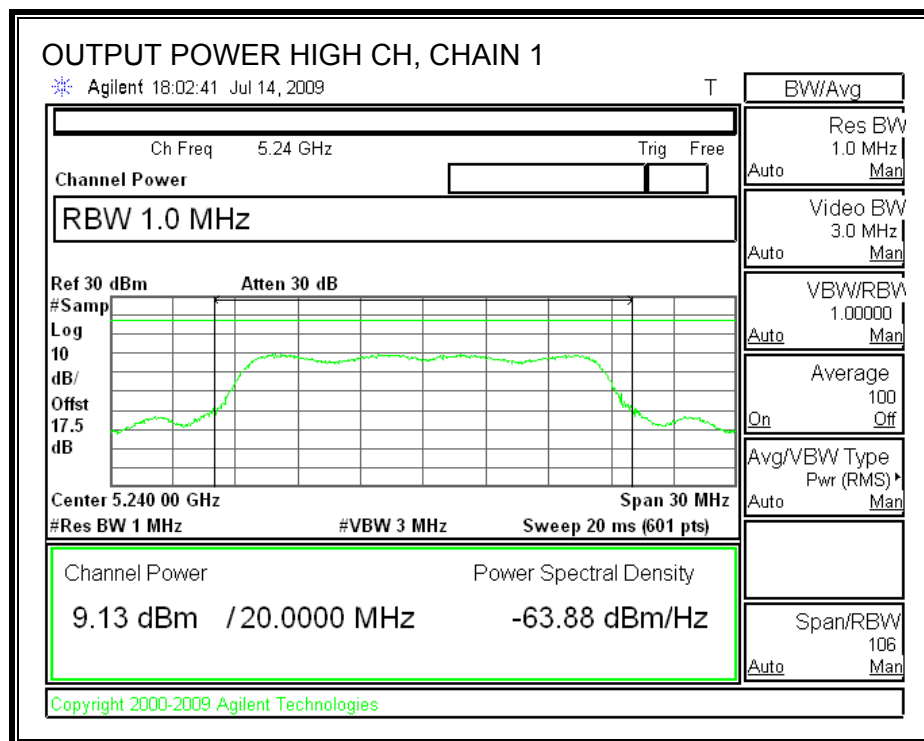 OUTPUT POWER HIGH CH, CHAIN 1
Agilent 18:02:41 Jul 14, 2009 T
BW/Avg
Ch Freq 5.24 GHz Trig Free
Channel Power
RBW 1.0 MHz
Ref 30 dBm Atten 30 dB
#Samp
Log
10
dB/
Offst
17.5
dB
Center 5.240 00 GHz Span 30 MHz
#Res BW 1 MHz #VBW 3 MHz Sweep 20 ms (601 pts)
Channel Power Power Spectral Density
9.13 dBm / 20.0000 MHz -63.88 dBm/Hz
Copyright 2000-2009 Agilent Technologies
Res BW
1.0 MHz
Auto Man
Video BW
3.0 MHz
Auto Man
VBW/RBW
1.00000
Auto Man
Average
100
On Off
Avg/VBW Type
Pwr (RMS)
Auto Man
Span/RBW
106
Auto Man